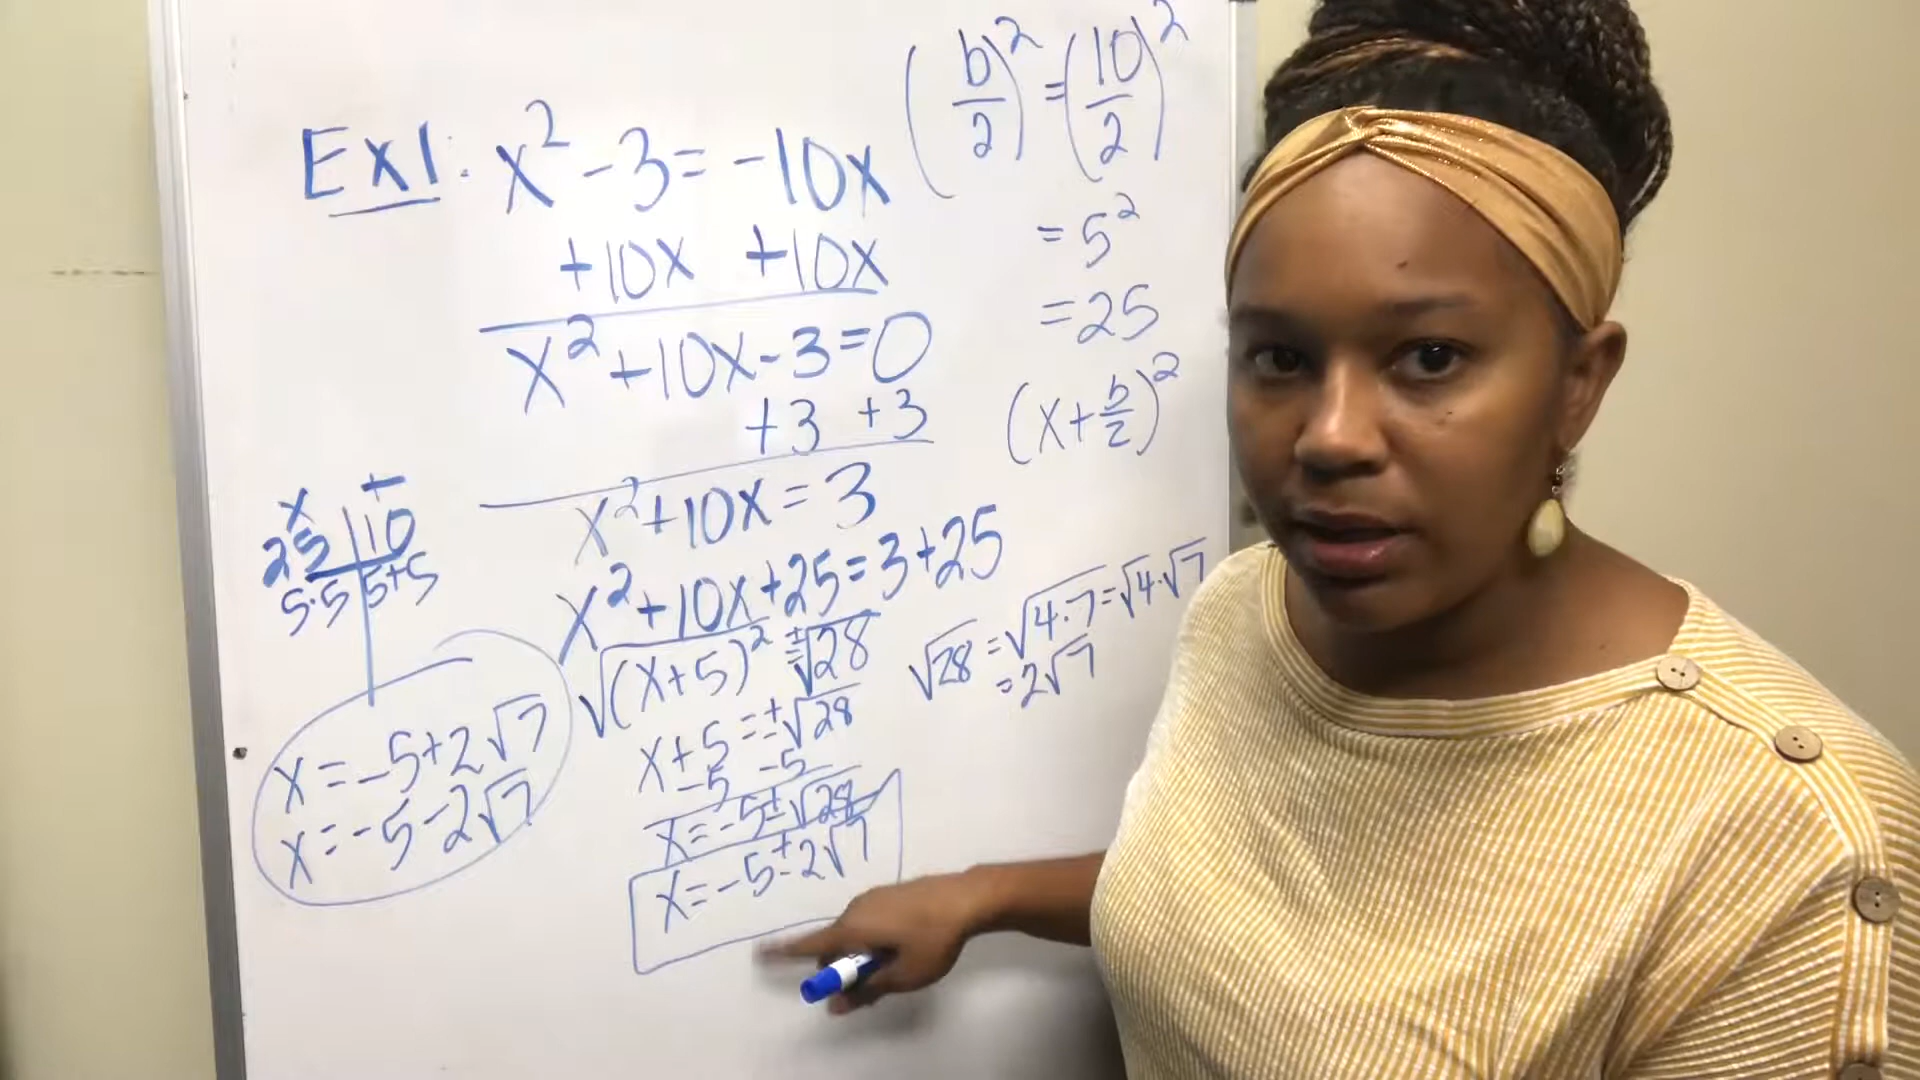 Ex1: x² - 3 = -10x
+10x +10x
x² + 10x - 3 = 0
+3 +3
x² + 10x = 3
x² + 10x + 25 = 3 + 25
√(x+5)² = ±√28
x + 5 = ±√28
-5 -5
x = -5 ± √28
x = -5 ± 2√7
(b/2)² = (10/2)²
= 5²
= 25
(x + b/2)²
√28 = √4·7 = √4·√7
= 2√7
x +
25 10
5·5 5+5
x = -5 + 2√7
x = -5 - 2√7